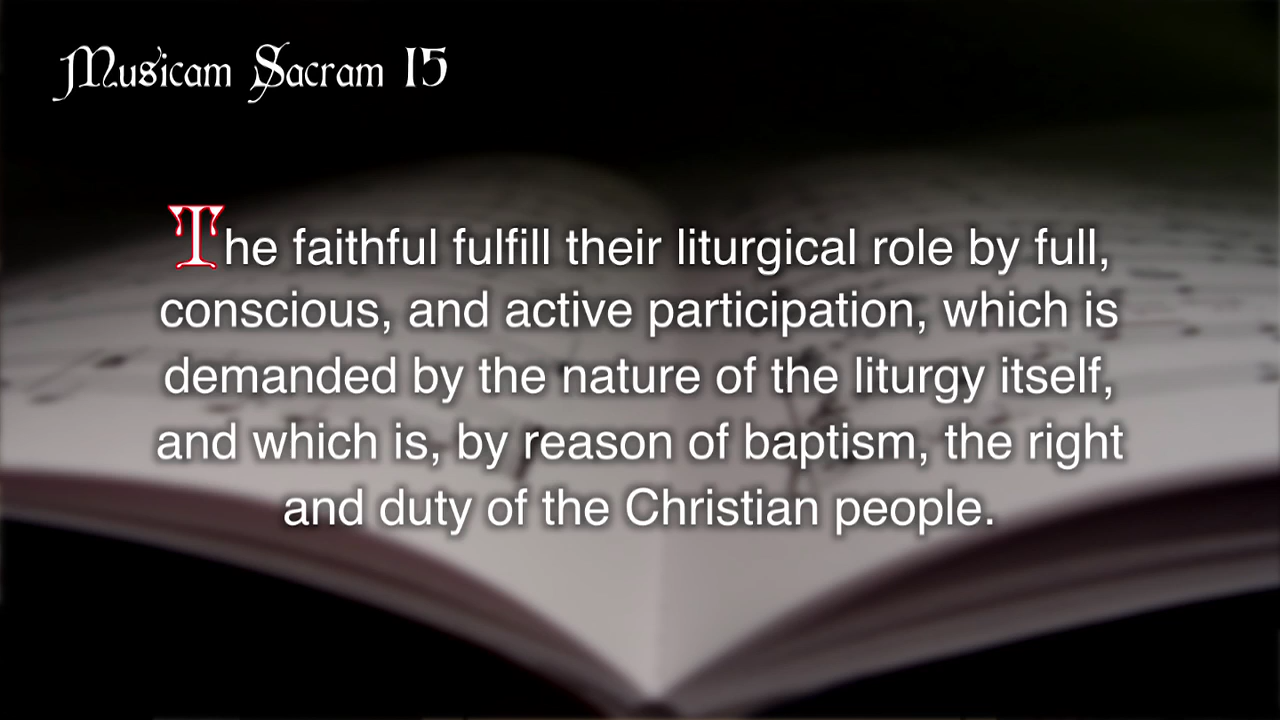 Musicam Sacram 15
The faithful fulfill their liturgical role by full,
conscious, and active participation, which is
demanded by the nature of the liturgy itself,
and which is, by reason of baptism, the right
and duty of the Christian people.